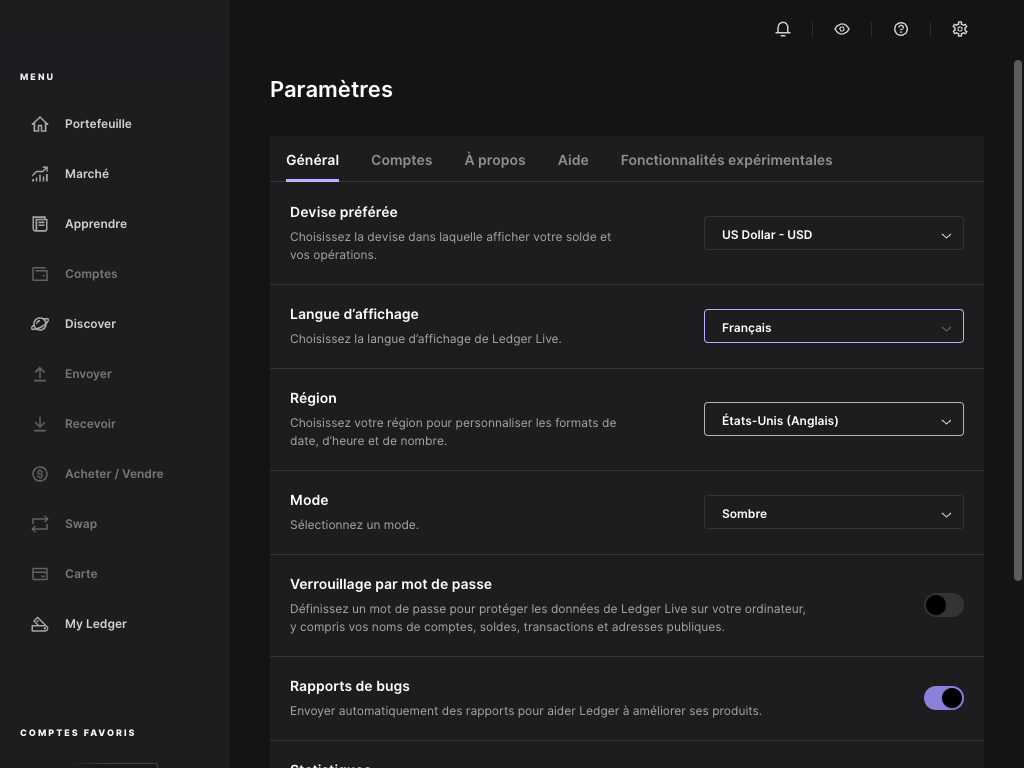 MENU
Portefeuille
Marché
Apprendre
Comptes
Discover
Envoyer
Recevoir
Acheter / Vendre
Swap
Carte
My Ledger
COMPTES FAVORIS
Paramètres
Général
Comptes
À propos
Aide
Fonctionnalités expérimentales
Devise préférée
Choisissez la devise dans laquelle afficher votre solde et
vos opérations.
US Dollar - USD
Langue d’affichage
Choisissez la langue d’affichage de Ledger Live.
Français
Région
Choisissez votre région pour personnaliser les formats de
date, d’heure et de nombre.
États-Unis (Anglais)
Mode
Sélectionnez un mode.
Sombre
Verrouillage par mot de passe
Définissez un mot de passe pour protéger les données de Ledger Live sur votre ordinateur,
y compris vos noms de comptes, soldes, transactions et adresses publiques.
Rapports de bugs
Envoyer automatiquement des rapports pour aider Ledger à améliorer ses produits.
Statistiques